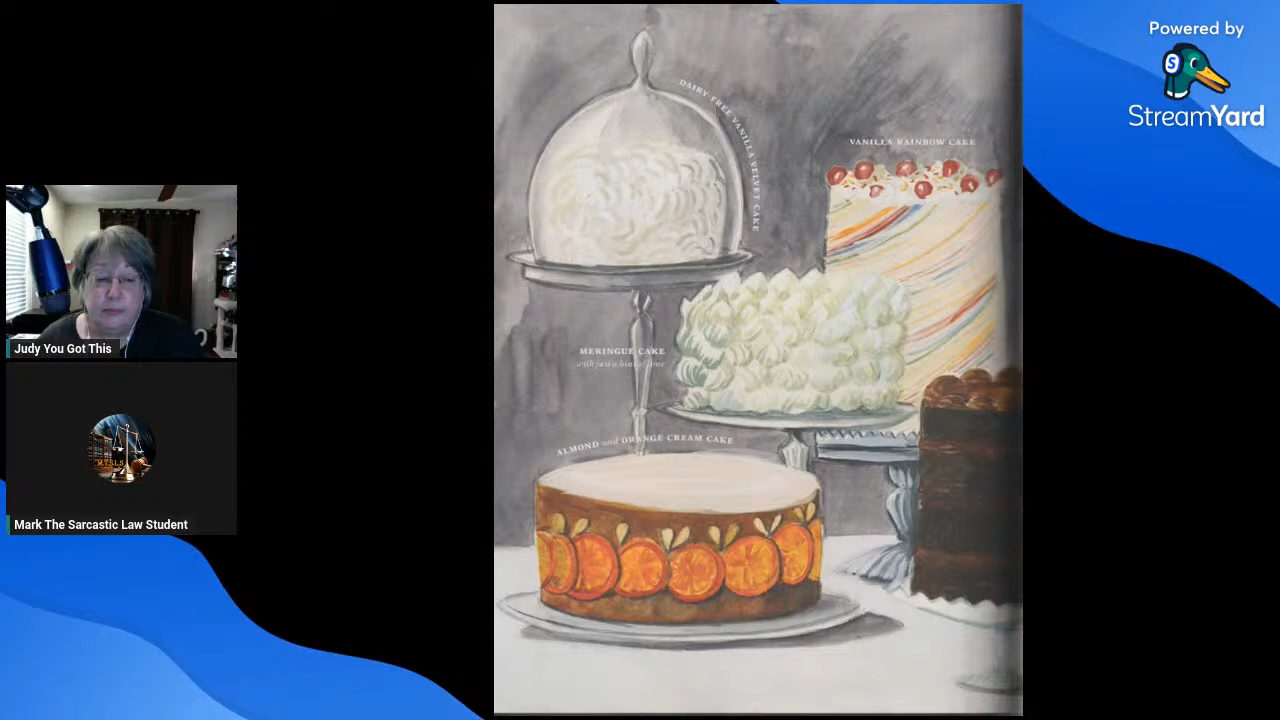 Powered by
StreamYard
DAIRY-FREE VANILLA VELVET CAKE
VANILLA RAINBOW CAKE
MERINGUE CAKE
with just a hint of lime
ALMOND and ORANGE CREAM CAKE
Judy You Got This
M.T.S.L.S
Mark The Sarcastic Law Student